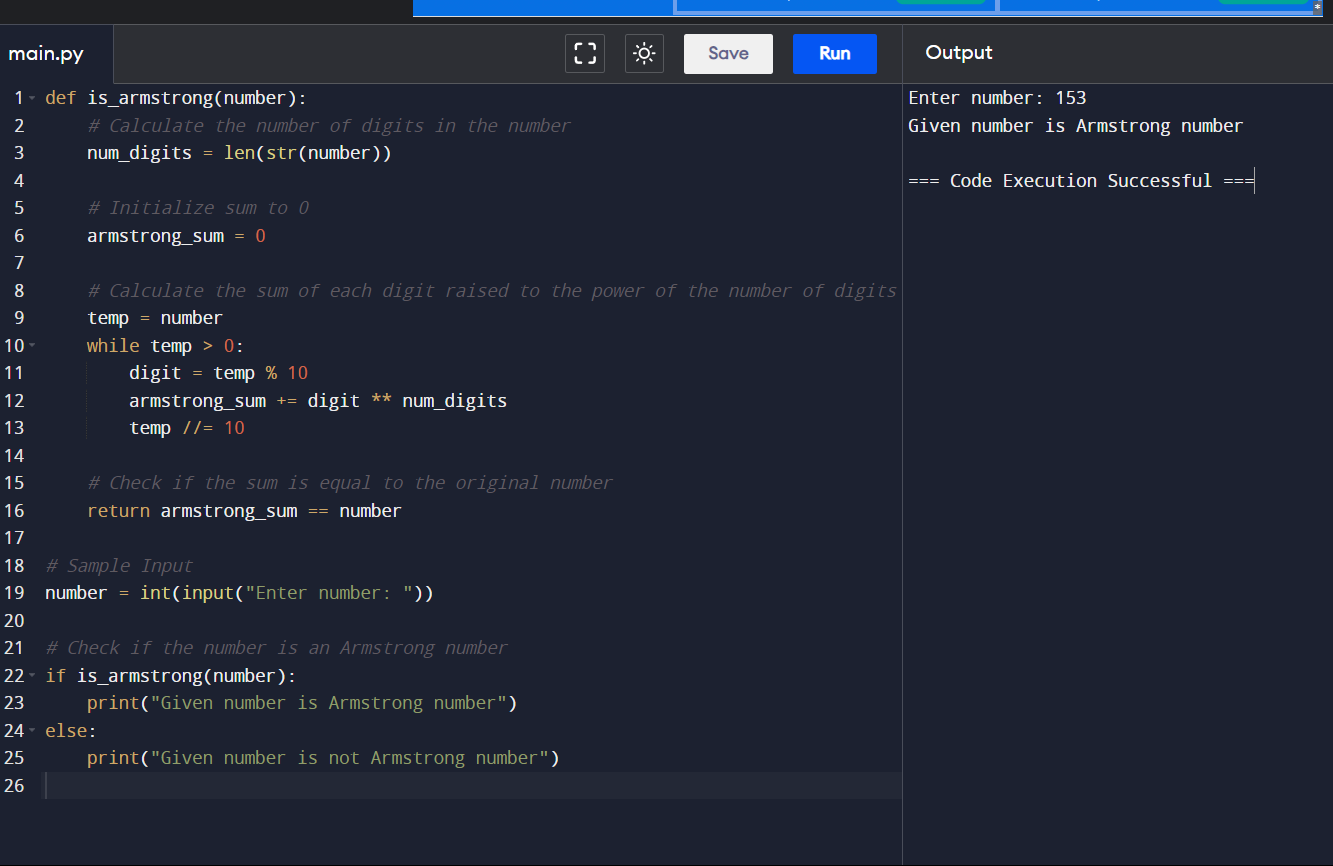 main.py
Save
Run
Output
1 def is_armstrong(number):
2     # Calculate the number of digits in the number
3     num_digits = len(str(number))
4
5     # Initialize sum to 0
6     armstrong_sum = 0
7
8     # Calculate the sum of each digit raised to the power of the number of digits
9     temp = number
10     while temp > 0:
11         digit = temp % 10
12         armstrong_sum += digit ** num_digits
13         temp //= 10
14
15     # Check if the sum is equal to the original number
16     return armstrong_sum == number
17
18 # Sample Input
19 number = int(input("Enter number: "))
20
21 # Check if the number is an Armstrong number
22 if is_armstrong(number):
23     print("Given number is Armstrong number")
24 else:
25     print("Given number is not Armstrong number")
26
Enter number: 153
Given number is Armstrong number
=== Code Execution Successful ===